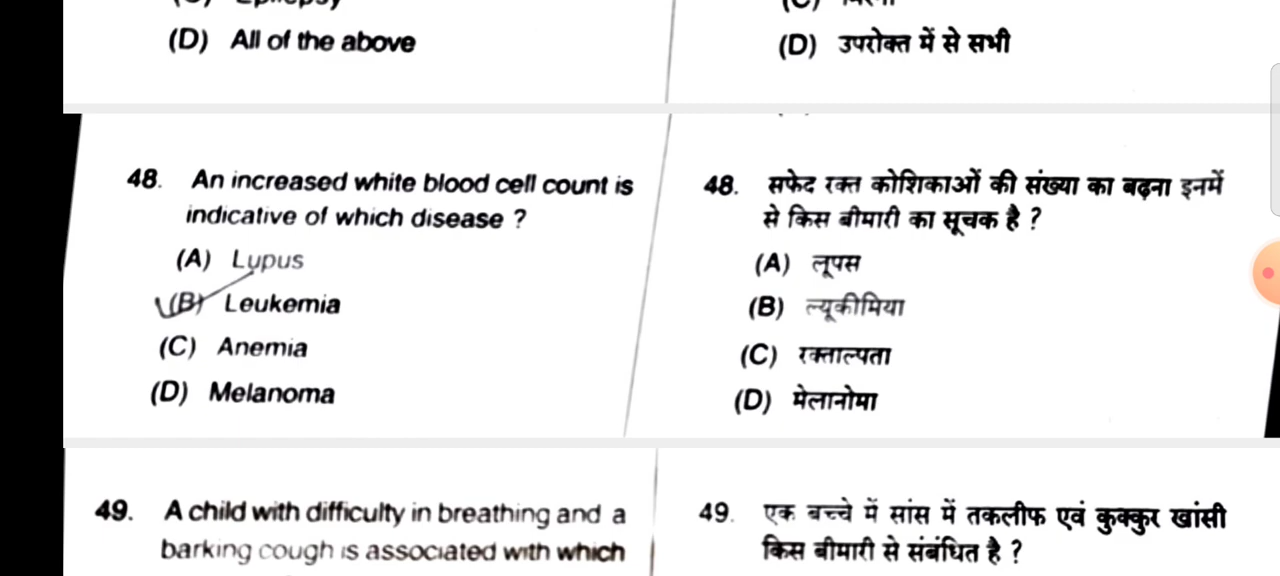 (D) All of the above
48. An increased white blood cell count is
indicative of which disease ?
(A) Lupus
(B) Leukemia
(C) Anemia
(D) Melanoma
49. A child with difficulty in breathing and a
barking cough is associated with which
(D) उपरोक्त में से सभी
48. सफेद रक्त कोशिकाओं की संख्या का बढ़ना इनमें
से किस बीमारी का सूचक है ?
(A) लूपस
(B) ल्यूकीमिया
(C) रक्ताल्पता
(D) मेलानोमा
49. एक बच्चे में सांस में तकलीफ एवं कुक्कुर खांसी
किस बीमारी से संबंधित है ?